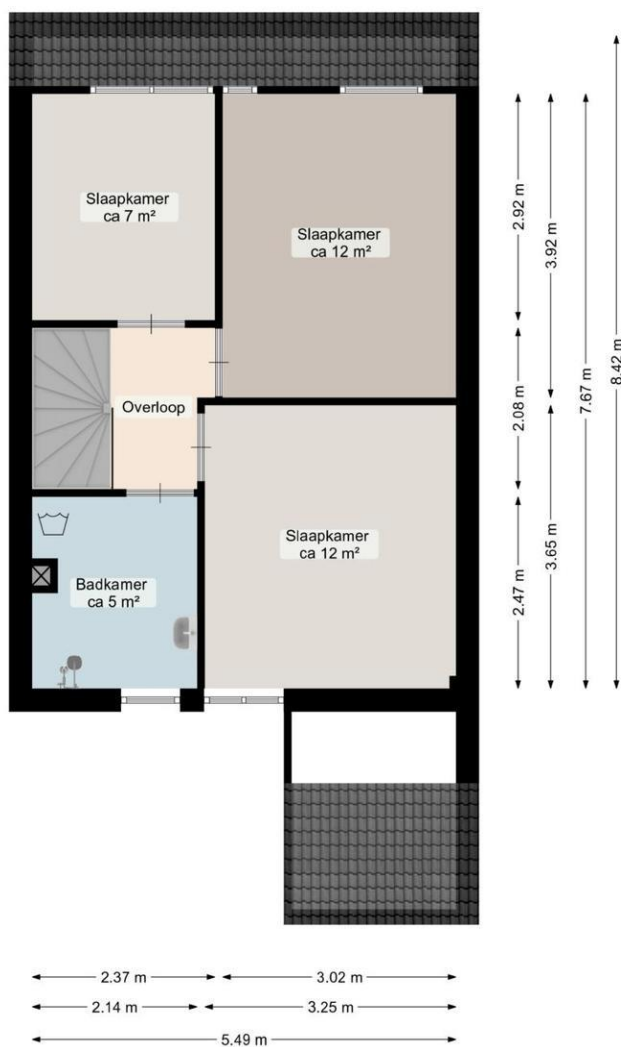 Slaapkamer
ca 7 m²
Slaapkamer
ca 12 m²
Overloop
Slaapkamer
ca 12 m²
Badkamer
ca 5 m²
2.92 m
3.92 m
2.08 m
7.67 m
8.42 m
2.47 m
3.65 m
2.37 m
3.02 m
2.14 m
3.25 m
5.49 m